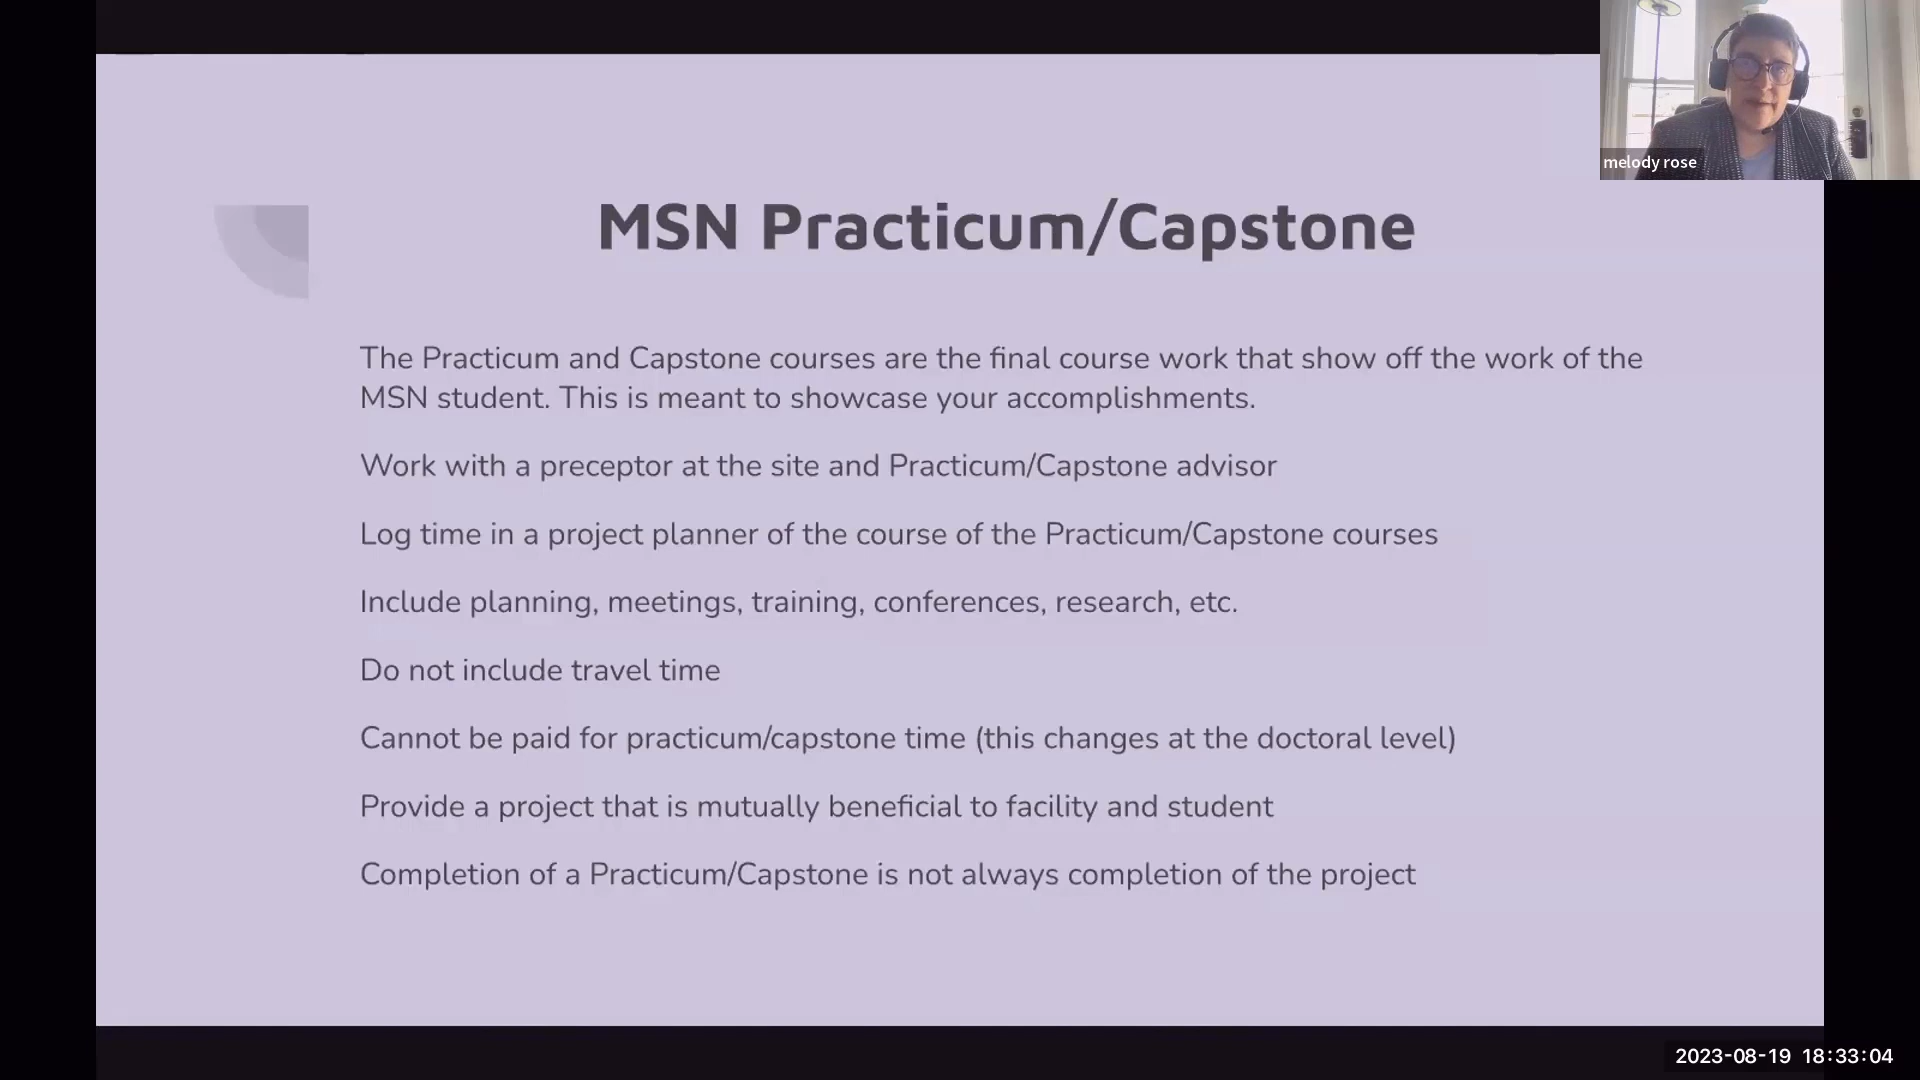 melody rose
MSN Practicum/Capstone
The Practicum and Capstone courses are the final course work that show off the work of the
MSN student. This is meant to showcase your accomplishments.
Work with a preceptor at the site and Practicum/Capstone advisor
Log time in a project planner of the course of the Practicum/Capstone courses
Include planning, meetings, training, conferences, research, etc.
Do not include travel time
Cannot be paid for practicum/capstone time (this changes at the doctoral level)
Provide a project that is mutually beneficial to facility and student
Completion of a Practicum/Capstone is not always completion of the project
2023-08-19 18:33:04